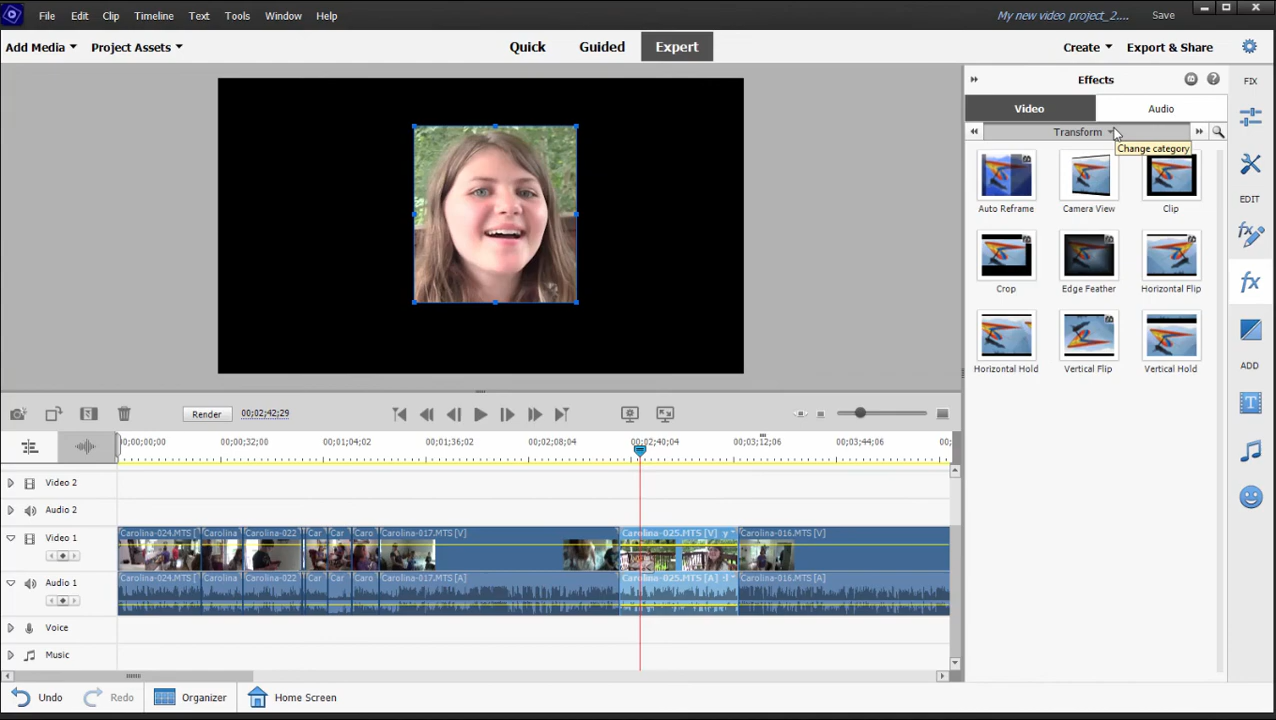 File Edit Clip Timeline Text Tools Window Help My new video project_2.... Save
Add Media Project Assets Quick Guided Expert Create Export & Share
Effects FIX
Video Audio
Transform
Change category
Auto Reframe Camera View Clip
EDIT
Crop Edge Feather Horizontal Flip
fx
Horizontal Hold Vertical Flip Vertical Hold
ADD
Render 00;02;42;29
T
00;00;00;00 00;00;32;00 00;01;04;02 00;01;36;02 00;02;08;04 00;02;40;04 00;03;12;06 00;03;44;06
Video 2
Audio 2
Video 1 Carolina-024.MTS [V] Carolina Carolina-022 Car Car Caro Carolina-017.MTS [V] Carolina-025.MTS [V] Carolina-016.MTS [V]
Audio 1 Carolina-024.MTS [A] Carolina Carolina-022 Car Car Caro Carolina-017.MTS [A] Carolina-025.MTS [A] Carolina-016.MTS [A]
Voice
Music
Undo Redo Organizer Home Screen